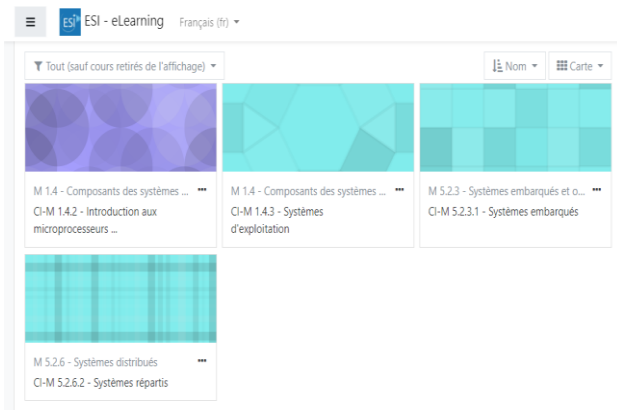 ESI ESI - eLearning Français (fr)
Tout (sauf cours retirés de l'affichage) Nom Carte
M 1.4 - Composants des systèmes ... M 1.4 - Composants des systèmes ... M 5.2.3 - Systèmes embarqués et o...
CI-M 1.4.2 - Introduction aux CI-M 1.4.3 - Systèmes CI-M 5.2.3.1 - Systèmes embarqués
microprocesseurs ... d'exploitation
M 5.2.6 - Systèmes distribués
CI-M 5.2.6.2 - Systèmes répartis